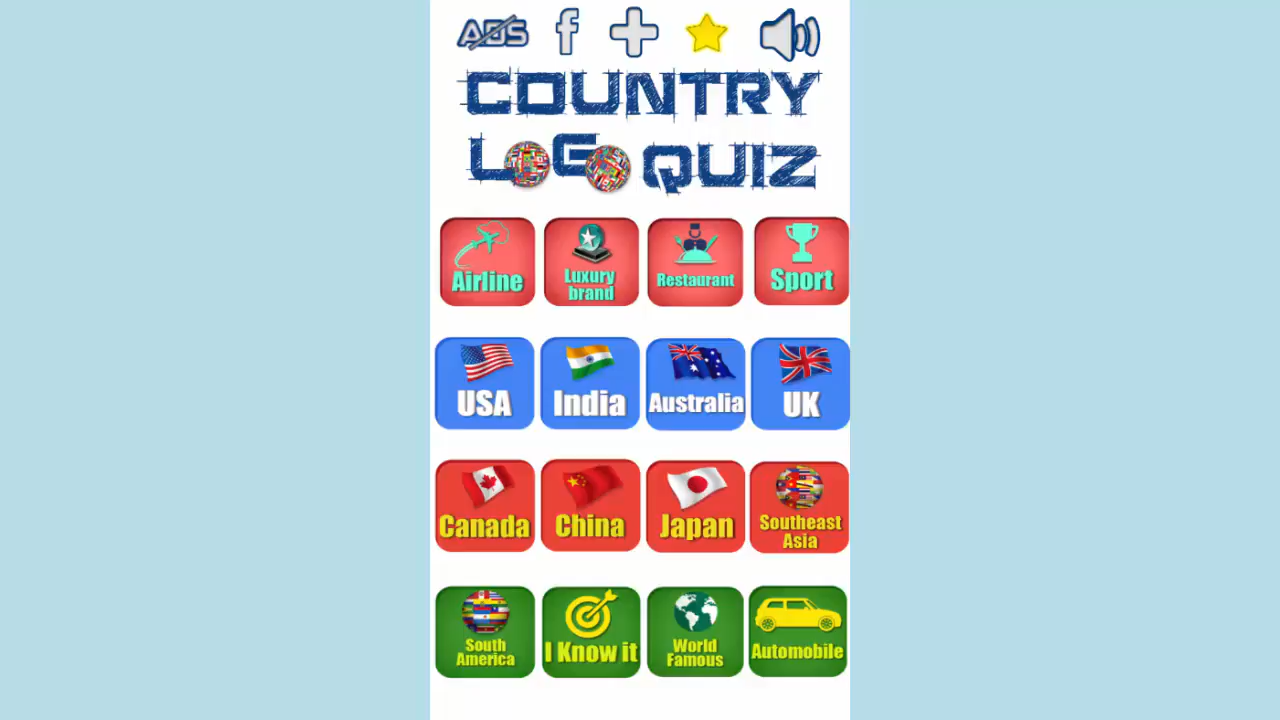 ADS f
COUNTRY
LOGO QUIZ
Airline
Luxury
brand
Restaurant
Sport
USA
India
Australia
UK
Canada
China
Japan
Southeast
Asia
South
America
I Know it
World
Famous
Automobile